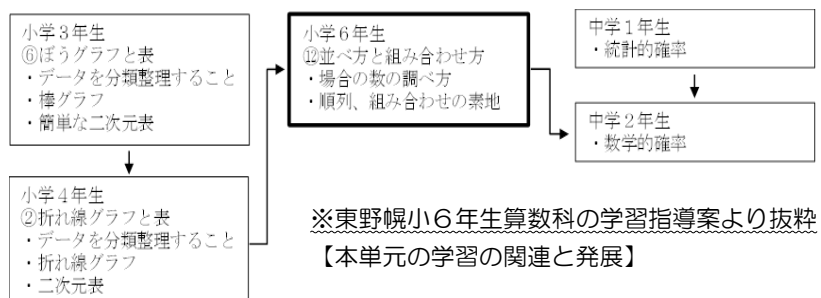 小学3年生
⑥ぼうグラフと表
・データを分類整理すること
・棒グラフ
・簡単な二次元表
小学4年生
②折れ線グラフと表
・データを分類整理すること
・折れ線グラフ
・二次元表
小学6年生
⑫並べ方と組み合わせ方
・場合の数の調べ方
・順列、組み合わせの素地
中学1年生
・統計的確率
中学2年生
・数学的確率
※東野幌小6年生算数科の学習指導案より抜粋
【本単元の学習の関連と発展】